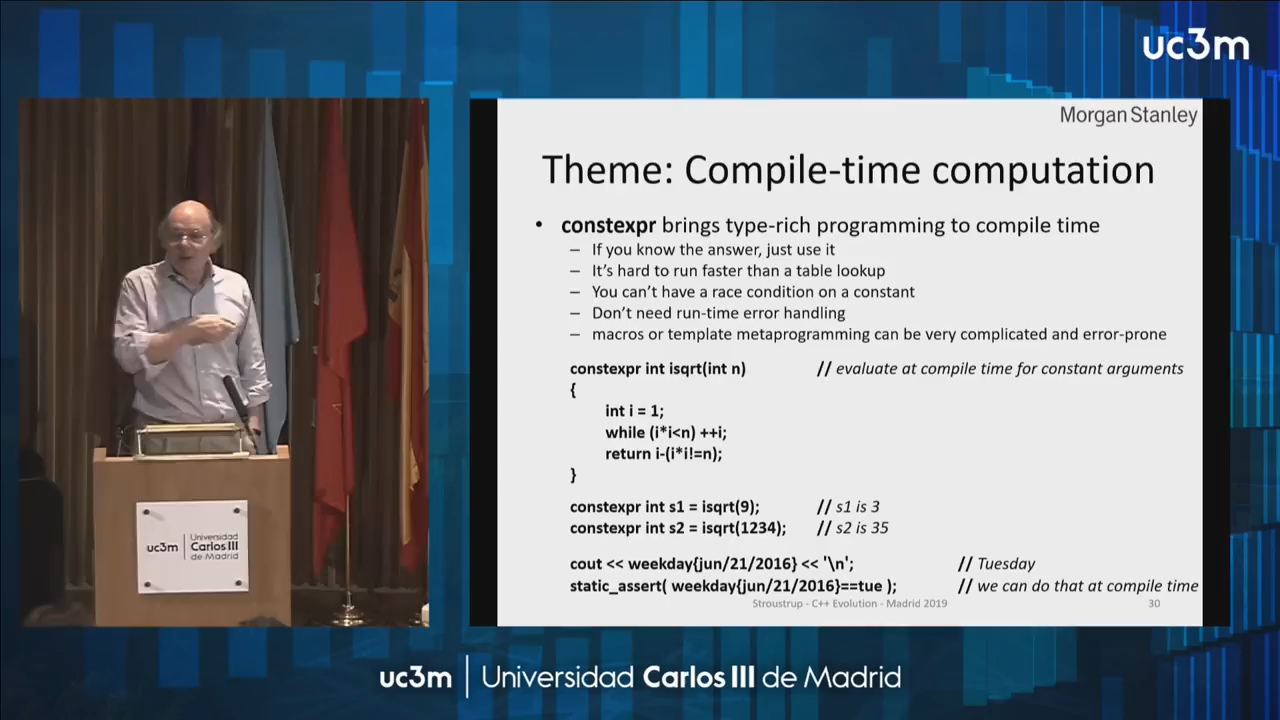 uc3m
Morgan Stanley
Theme: Compile-time computation
• constexpr brings type-rich programming to compile time
– If you know the answer, just use it
– It's hard to run faster than a table lookup
– You can't have a race condition on a constant
– Don't need run-time error handling
– macros or template metaprogramming can be very complicated and error-prone
constexpr int isqrt(int n) // evaluate at compile time for constant arguments
{
int i = 1;
while (i*i<n) ++i;
return i-(i*i!=n);
}
constexpr int s1 = isqrt(9); // s1 is 3
constexpr int s2 = isqrt(1234); // s2 is 35
cout << weekday{jun/21/2016} << '\n'; // Tuesday
static_assert( weekday{jun/21/2016}==tue ); // we can do that at compile time
Stroustrup - C++ Evolution - Madrid 2019 30
uc3m Universidad
Carlos III
de Madrid
uc3m Universidad Carlos III de Madrid